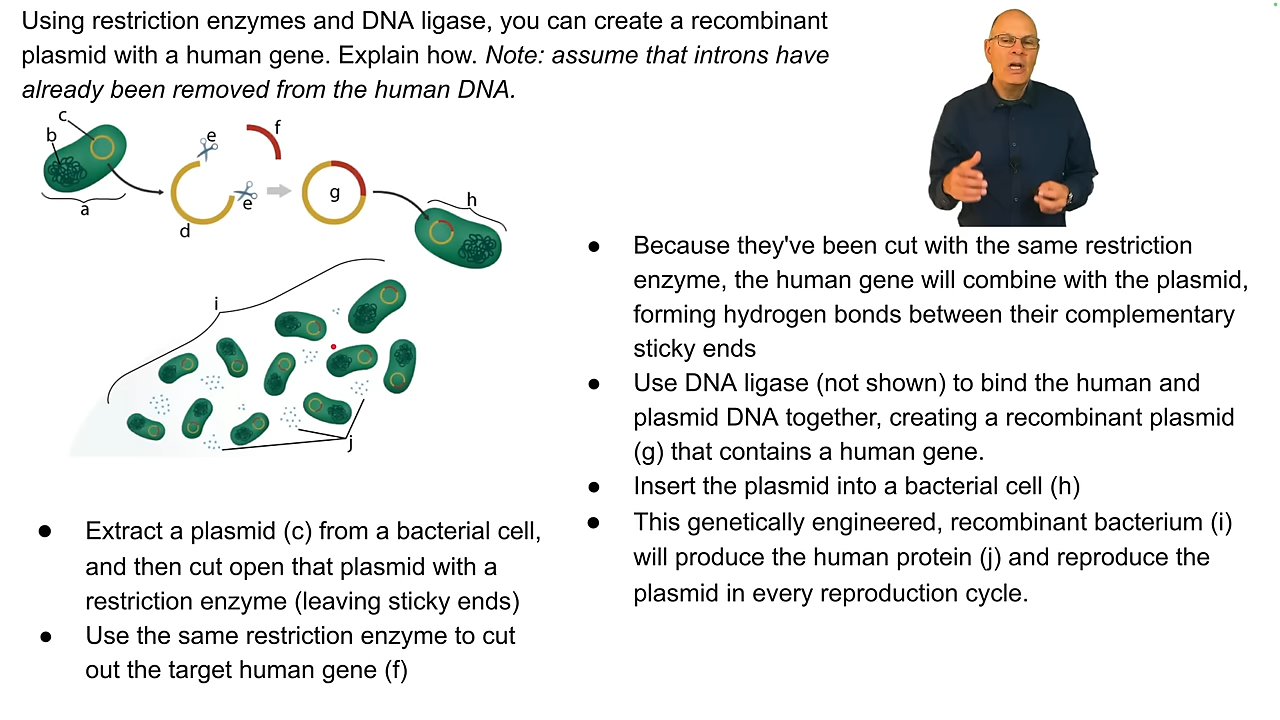 Using restriction enzymes and DNA ligase, you can create a recombinant
plasmid with a human gene. Explain how. Note: assume that introns have
already been removed from the human DNA.
c
b
a
e
f
e
d
g
h
i
j
● Extract a plasmid (c) from a bacterial cell,
and then cut open that plasmid with a
restriction enzyme (leaving sticky ends)
● Use the same restriction enzyme to cut
out the target human gene (f)
● Because they've been cut with the same restriction
enzyme, the human gene will combine with the plasmid,
forming hydrogen bonds between their complementary
sticky ends
● Use DNA ligase (not shown) to bind the human and
plasmid DNA together, creating a recombinant plasmid
(g) that contains a human gene.
● Insert the plasmid into a bacterial cell (h)
● This genetically engineered, recombinant bacterium (i)
will produce the human protein (j) and reproduce the
plasmid in every reproduction cycle.